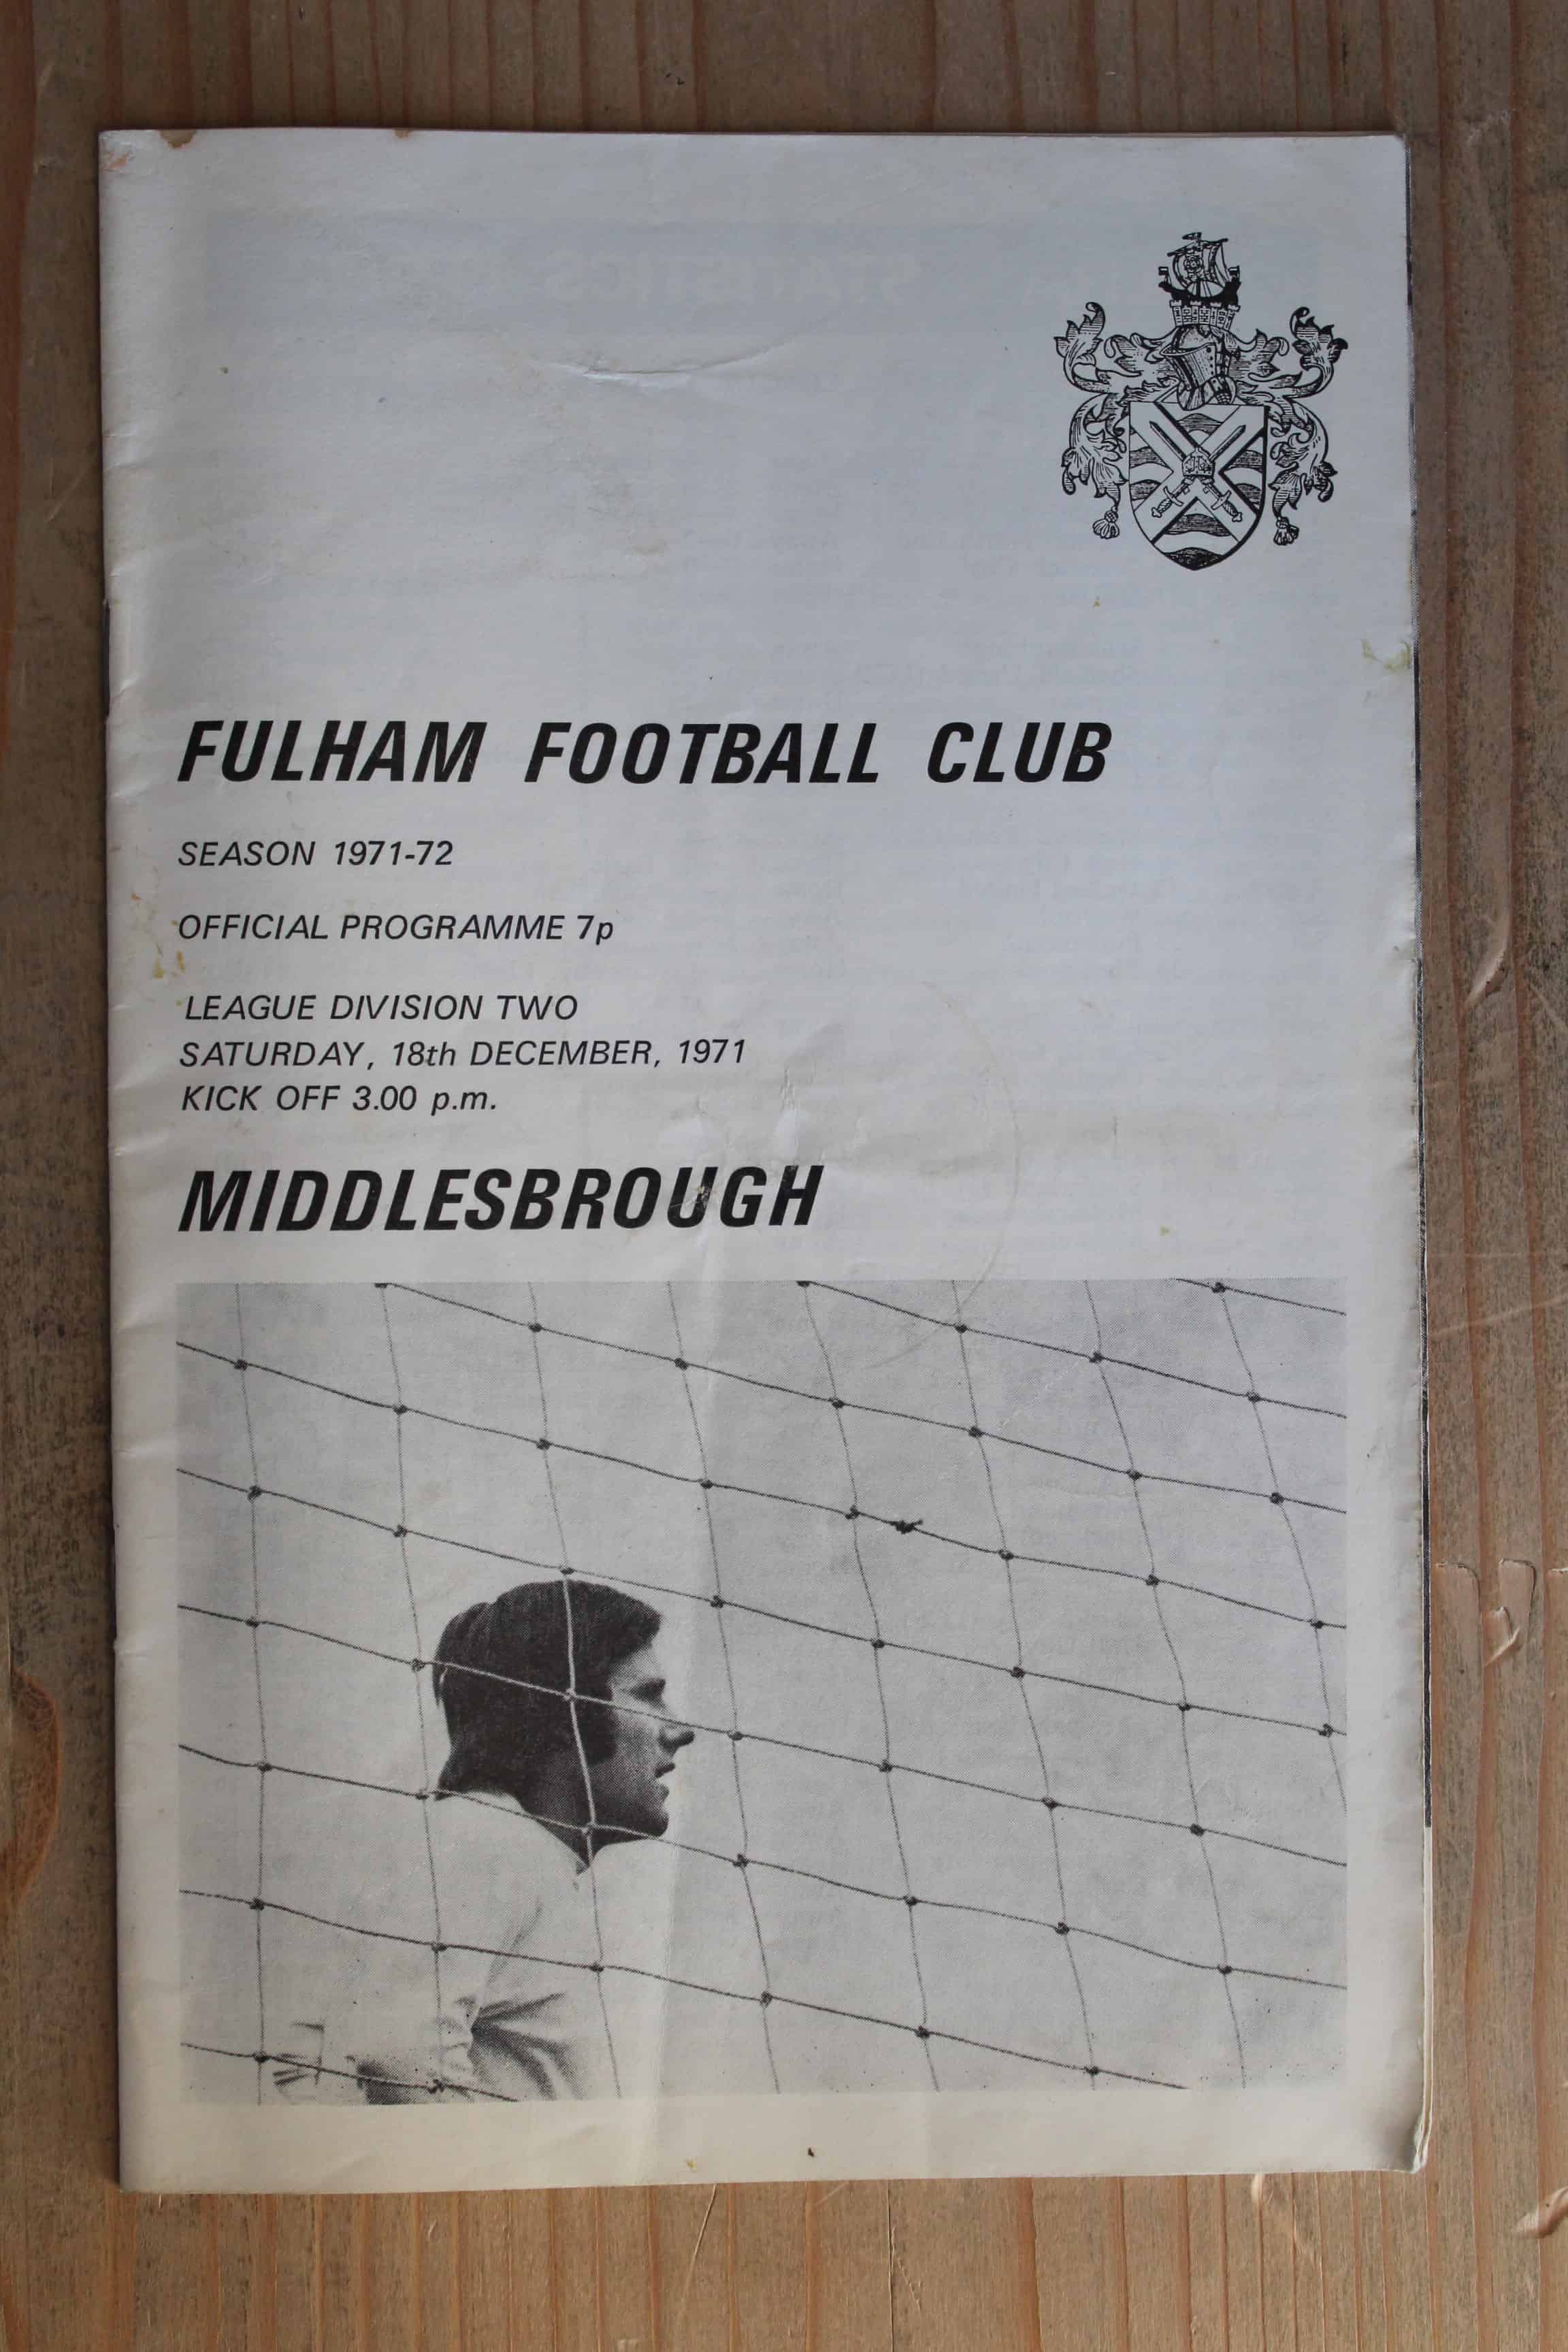 FULHAM FOOTBALL CLUB
SEASON 1971-72
OFFICIAL PROGRAMME 7p
LEAGUE DIVISION TWO
SATURDAY, 18th DECEMBER, 1971
KICK OFF 3.00 p.m.
MIDDLESBROUGH